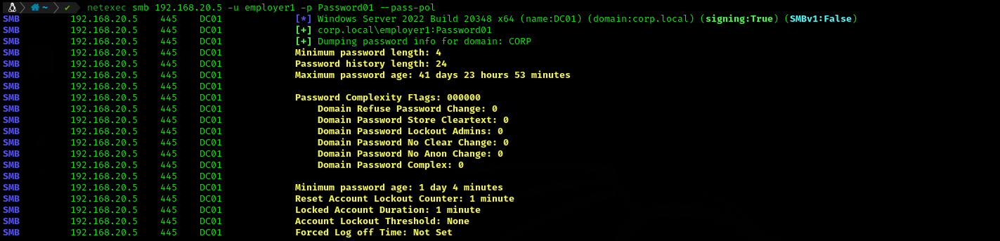 ~ ✔ netexec smb 192.168.20.5 -u employer1 -p Password01 --pass-pol
SMB 192.168.20.5 445 DC01 [*] Windows Server 2022 Build 20348 x64 (name:DC01) (domain:corp.local) (signing:True) (SMBv1:False)
SMB 192.168.20.5 445 DC01 [+] corp.local\employer1:Password01
SMB 192.168.20.5 445 DC01 [+] Dumping password info for domain: CORP
SMB 192.168.20.5 445 DC01 Minimum password length: 4
SMB 192.168.20.5 445 DC01 Password history length: 24
SMB 192.168.20.5 445 DC01 Maximum password age: 41 days 23 hours 53 minutes
SMB 192.168.20.5 445 DC01
SMB 192.168.20.5 445 DC01 Password Complexity Flags: 000000
SMB 192.168.20.5 445 DC01 Domain Refuse Password Change: 0
SMB 192.168.20.5 445 DC01 Domain Password Store Cleartext: 0
SMB 192.168.20.5 445 DC01 Domain Password Lockout Admins: 0
SMB 192.168.20.5 445 DC01 Domain Password No Clear Change: 0
SMB 192.168.20.5 445 DC01 Domain Password No Anon Change: 0
SMB 192.168.20.5 445 DC01 Domain Password Complex: 0
SMB 192.168.20.5 445 DC01
SMB 192.168.20.5 445 DC01 Minimum password age: 1 day 4 minutes
SMB 192.168.20.5 445 DC01 Reset Account Lockout Counter: 1 minute
SMB 192.168.20.5 445 DC01 Locked Account Duration: 1 minute
SMB 192.168.20.5 445 DC01 Account Lockout Threshold: None
SMB 192.168.20.5 445 DC01 Forced Log off Time: Not Set